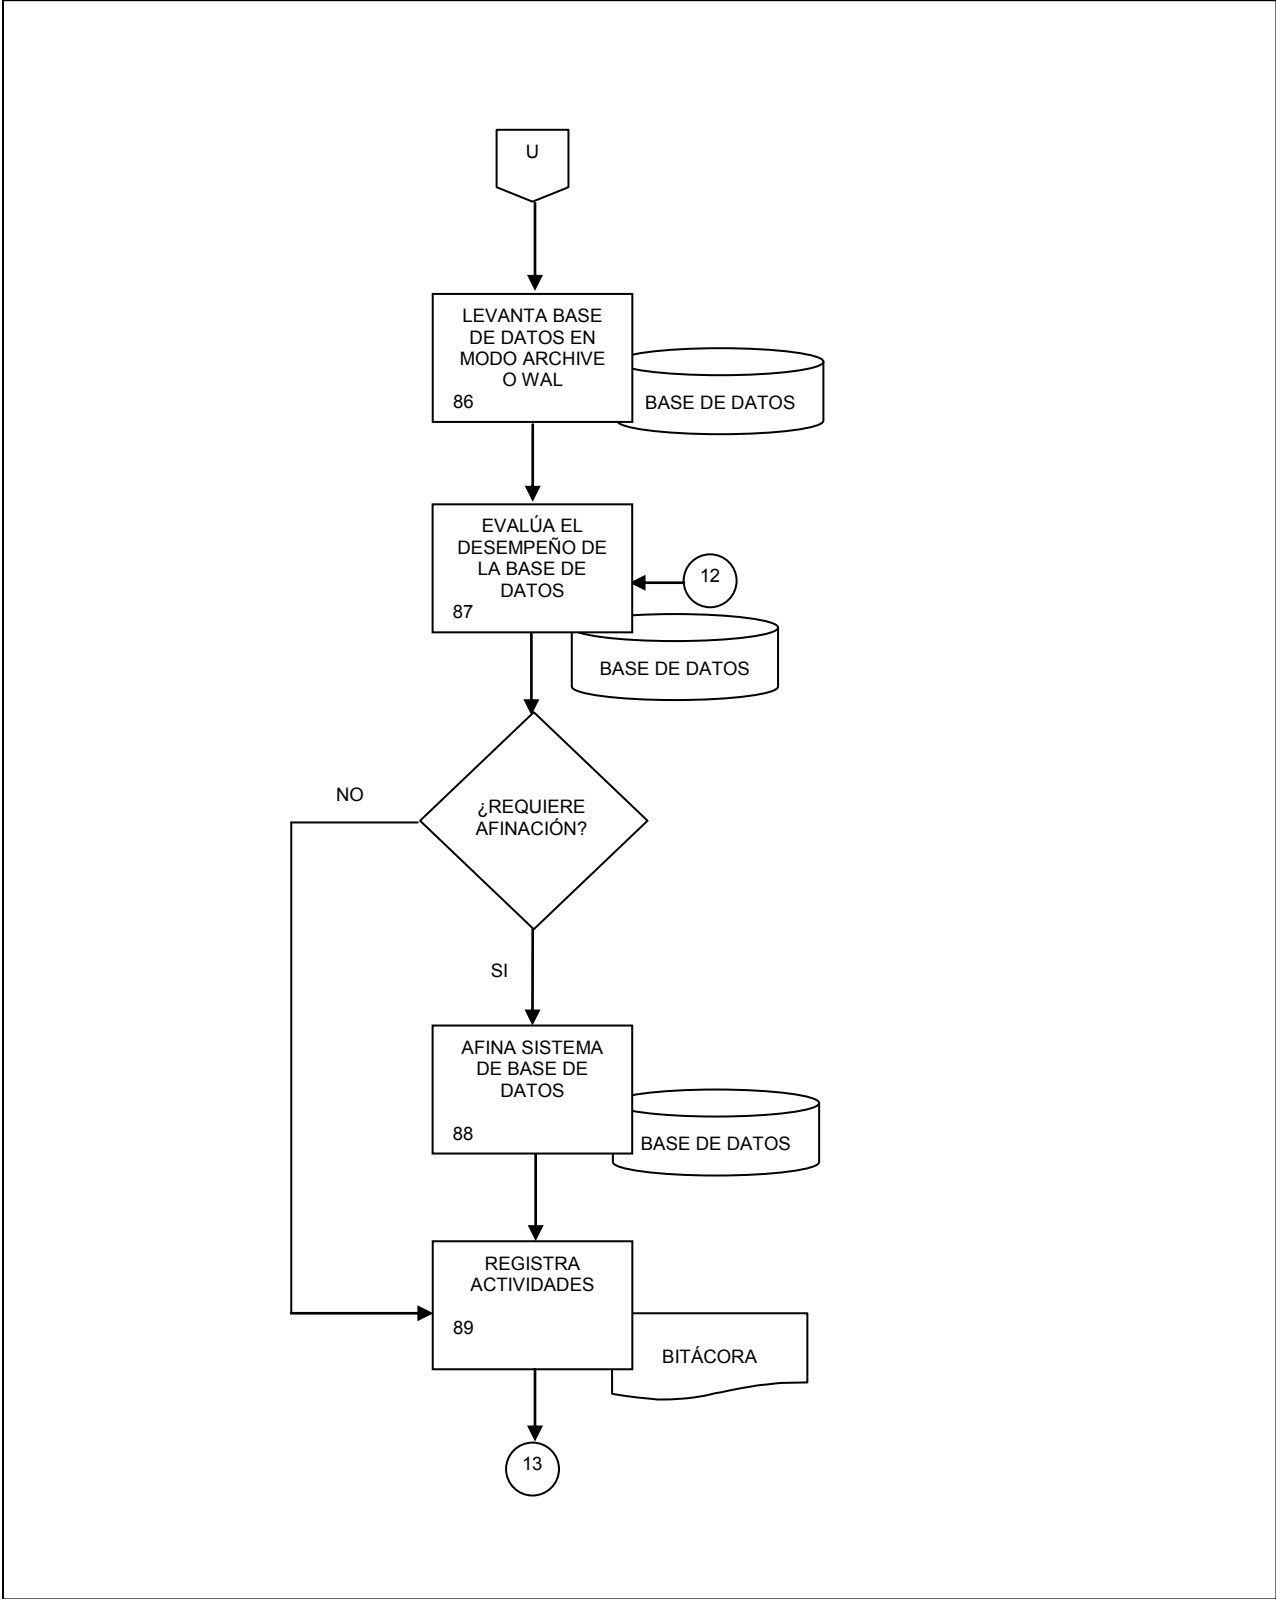 U
LEVANTA BASE
DE DATOS EN
MODO ARCHIVE
O WAL
86
BASE DE DATOS
EVALÚA EL
DESEMPEÑO DE
LA BASE DE
DATOS
87
12
BASE DE DATOS
NO
¿REQUIERE
AFINACIÓN?
SI
AFINA SISTEMA
DE BASE DE
DATOS
88
BASE DE DATOS
REGISTRA
ACTIVIDADES
89
BITÁCORA
13